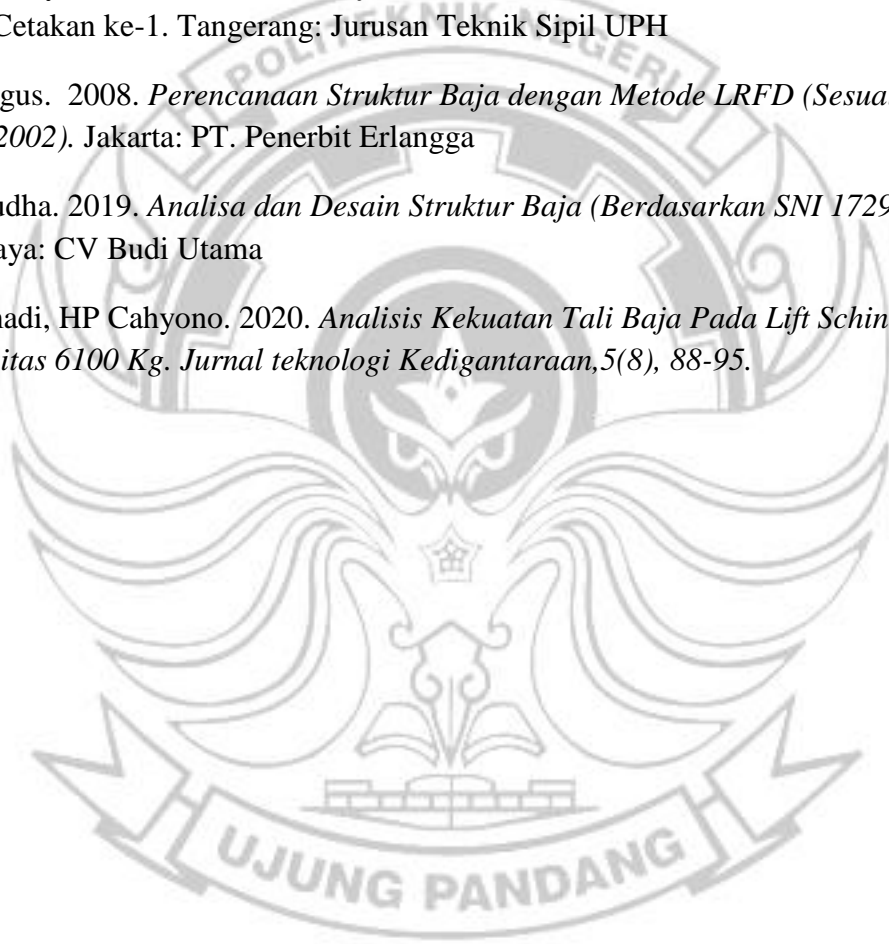 Cetakan ke-1. Tangerang: Jurusan Teknik Sipil UPH
gus. 2008. Perencanaan Struktur Baja dengan Metode LRFD (Sesua
2002). Jakarta: PT. Penerbit Erlangga
udha. 2019. Analisa dan Desain Struktur Baja (Berdasarkan SNI 1729
aya: CV Budi Utama
nadi, HP Cahyono. 2020. Analisis Kekuatan Tali Baja Pada Lift Schin
itas 6100 Kg. Jurnal teknologi Kedigantaraan,5(8), 88-95.
POLITEKNIK NEGERI
UJUNG PANDANG